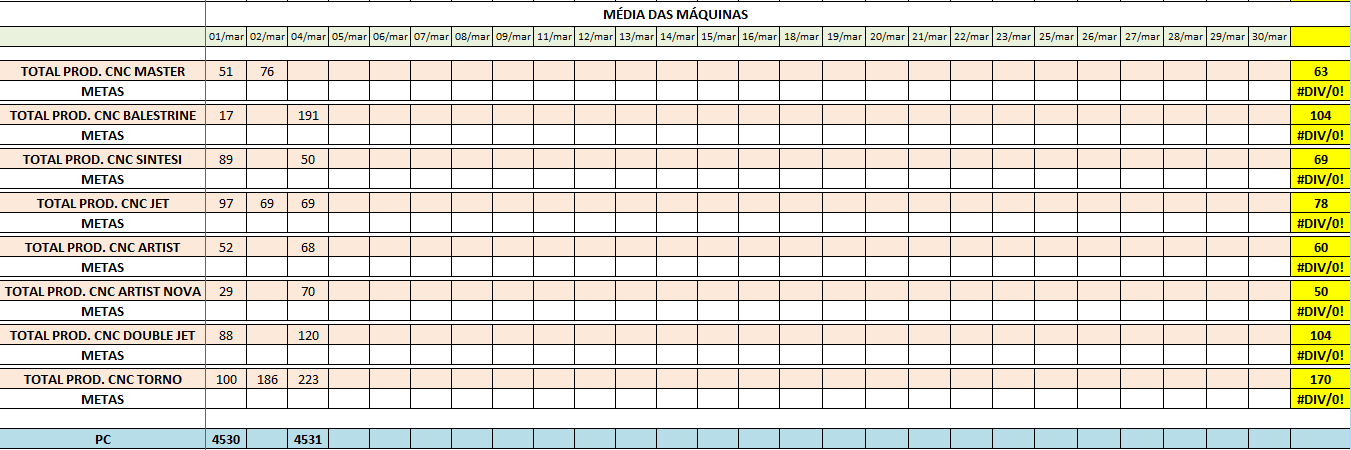 MÉDIA DAS MÁQUINAS
01/mar 02/mar 04/mar 05/mar 06/mar 07/mar 08/mar 09/mar 11/mar 12/mar 13/mar 14/mar 15/mar 16/mar 18/mar 19/mar 20/mar 21/mar 22/mar 23/mar 25/mar 26/mar 27/mar 28/mar 29/mar 30/mar
TOTAL PROD. CNC MASTER 51 76 63
METAS #DIV/0!
TOTAL PROD. CNC BALESTRINE 17 191 104
METAS #DIV/0!
TOTAL PROD. CNC SINTESI 89 50 69
METAS #DIV/0!
TOTAL PROD. CNC JET 97 69 69 78
METAS #DIV/0!
TOTAL PROD. CNC ARTIST 52 68 60
METAS #DIV/0!
TOTAL PROD. CNC ARTIST NOVA 29 70 50
METAS #DIV/0!
TOTAL PROD. CNC DOUBLE JET 88 120 104
METAS #DIV/0!
TOTAL PROD. CNC TORNO 100 186 223 170
METAS #DIV/0!
PC 4530 4531